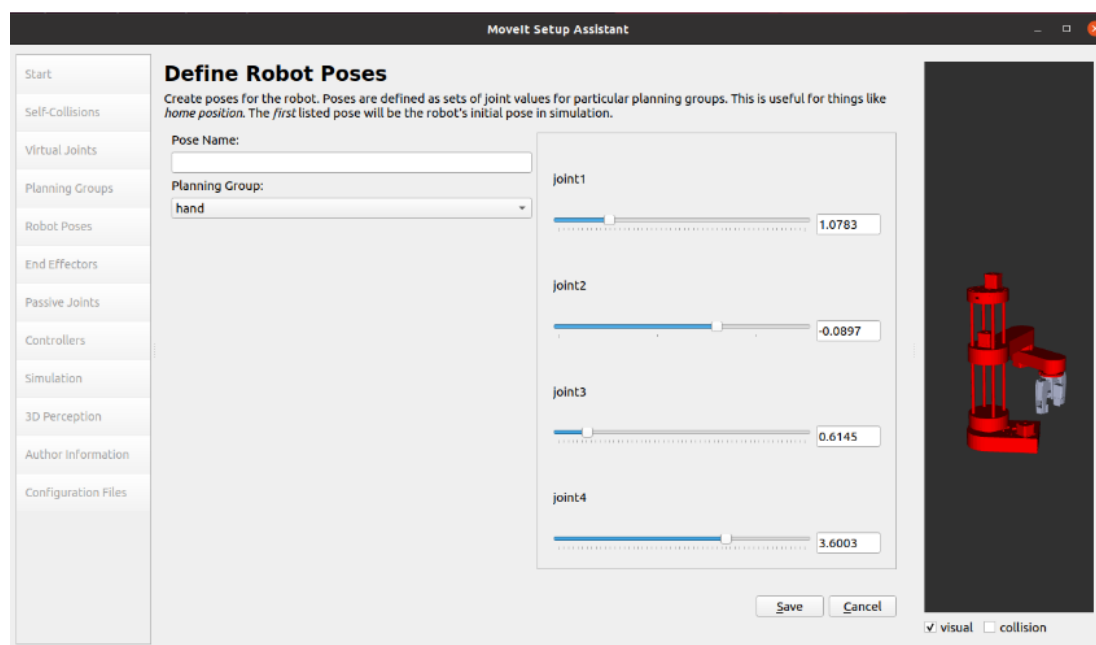 MoveIt Setup Assistant
Start
Self-Collisions
Virtual Joints
Planning Groups
Robot Poses
End Effectors
Passive Joints
Controllers
Simulation
3D Perception
Author Information
Configuration Files
Define Robot Poses
Create poses for the robot. Poses are defined as sets of joint values for particular planning groups. This is useful for things like
home position. The first listed pose will be the robot's initial pose in simulation.
Pose Name:
Planning Group:
hand
joint1
1.0783
joint2
-0.0897
joint3
0.6145
joint4
3.6003
Save Cancel
visual collision